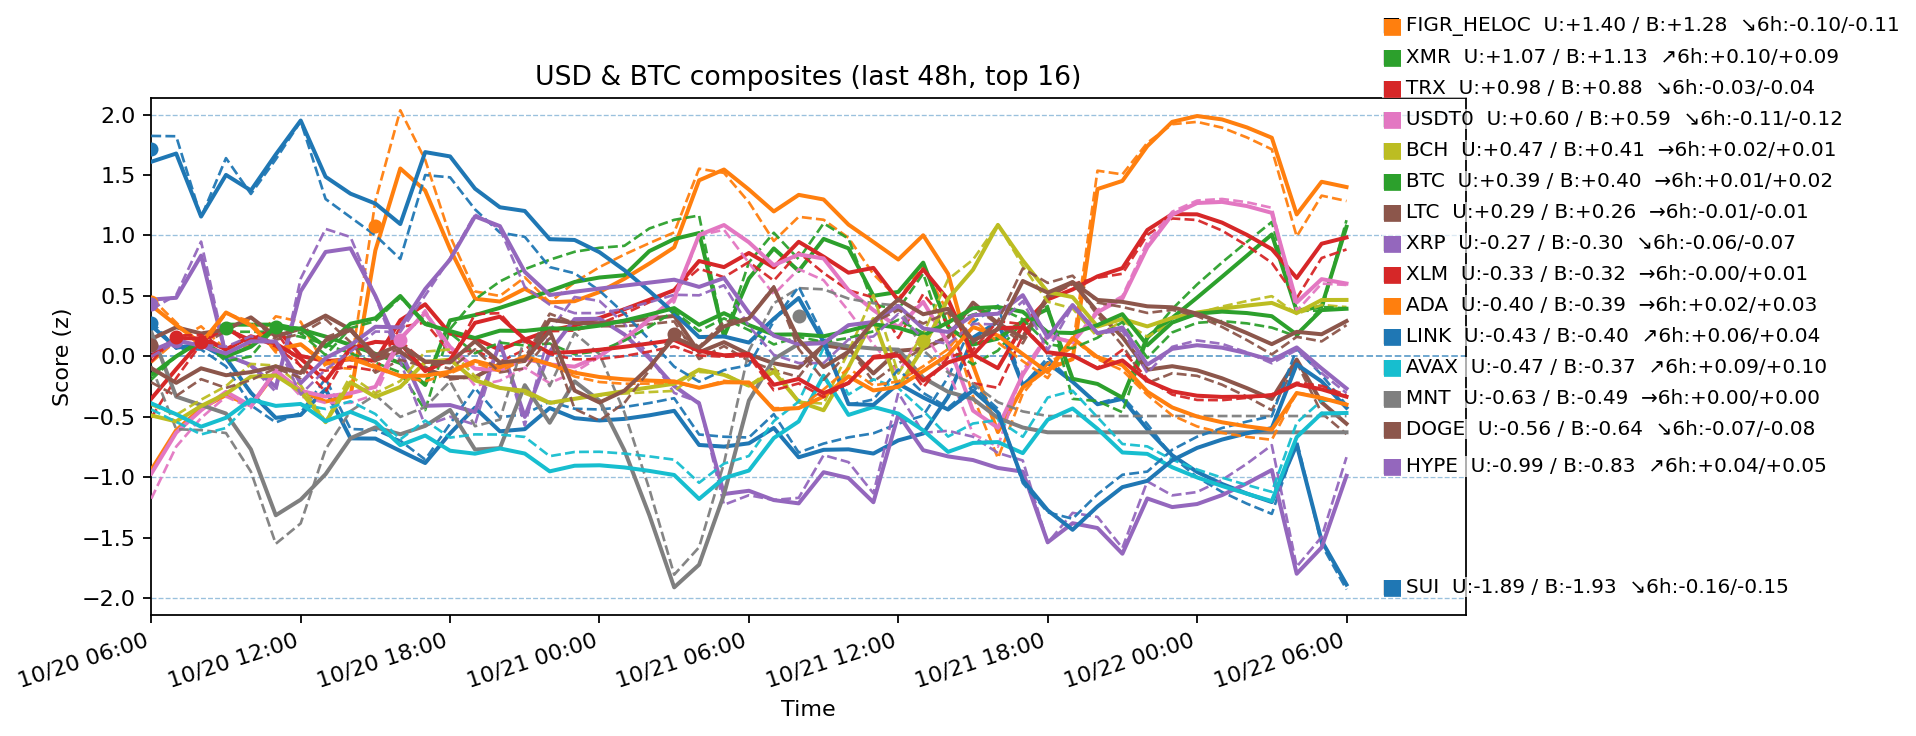 USD & BTC composites (last 48h, top 16)
FIGR_HELOC U:+1.40 / B:+1.28 ↘6h:-0.10/-0.11
XMR U:+1.07 / B:+1.13 ↗6h:+0.10/+0.09
TRX U:+0.98 / B:+0.88 ↘6h:-0.03/-0.04
USDT0 U:+0.60 / B:+0.59 ↘6h:-0.11/-0.12
BCH U:+0.47 / B:+0.41 →6h:+0.02/+0.01
BTC U:+0.39 / B:+0.40 →6h:+0.01/+0.02
LTC U:+0.29 / B:+0.26 →6h:-0.01/-0.01
XRP U:-0.27 / B:-0.30 ↘6h:-0.06/-0.07
XLM U:-0.33 / B:-0.32 →6h:-0.00/+0.01
ADA U:-0.40 / B:-0.39 →6h:+0.02/+0.03
LINK U:-0.43 / B:-0.40 ↗6h:+0.06/+0.04
AVAX U:-0.47 / B:-0.37 ↗6h:+0.09/+0.10
MNT U:-0.63 / B:-0.49 →6h:+0.00/+0.00
DOGE U:-0.56 / B:-0.64 ↘6h:-0.07/-0.08
HYPE U:-0.99 / B:-0.83 ↗6h:+0.04/+0.05
SUI U:-1.89 / B:-1.93 ↘6h:-0.16/-0.15
Score (z)
2.0
1.5
1.0
0.5
0.0
−0.5
−1.0
−1.5
−2.0
10/20 06:00
10/20 12:00
10/20 18:00
10/21 00:00
10/21 06:00
10/21 12:00
10/21 18:00
10/22 00:00
10/22 06:00
Time